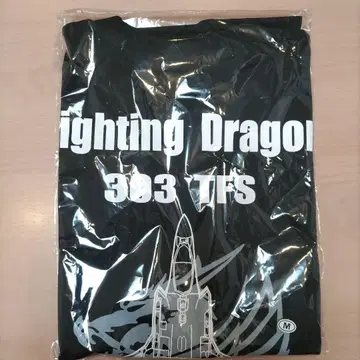 ighting Dragon
303 TFS
M